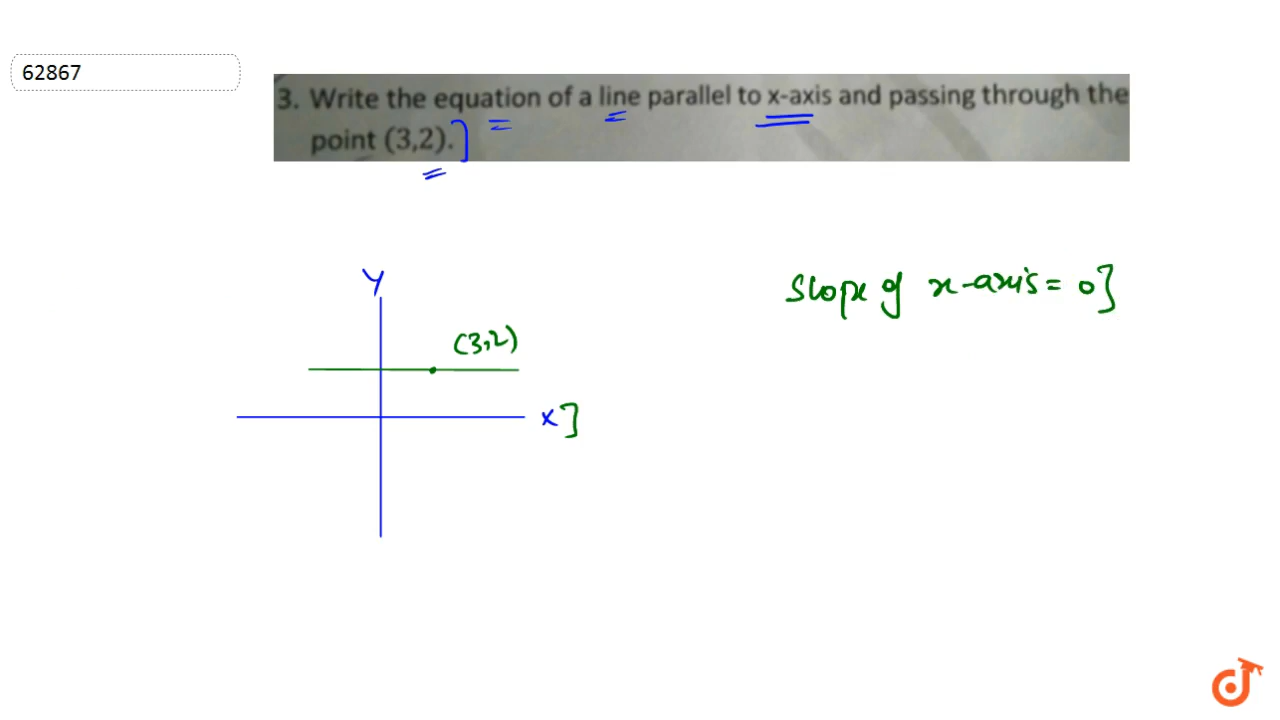 62867
3. Write the equation of a line parallel to x-axis and passing through the
point (3,2).]
Y
Slope of x-axis = 0]
(3,2)
X]